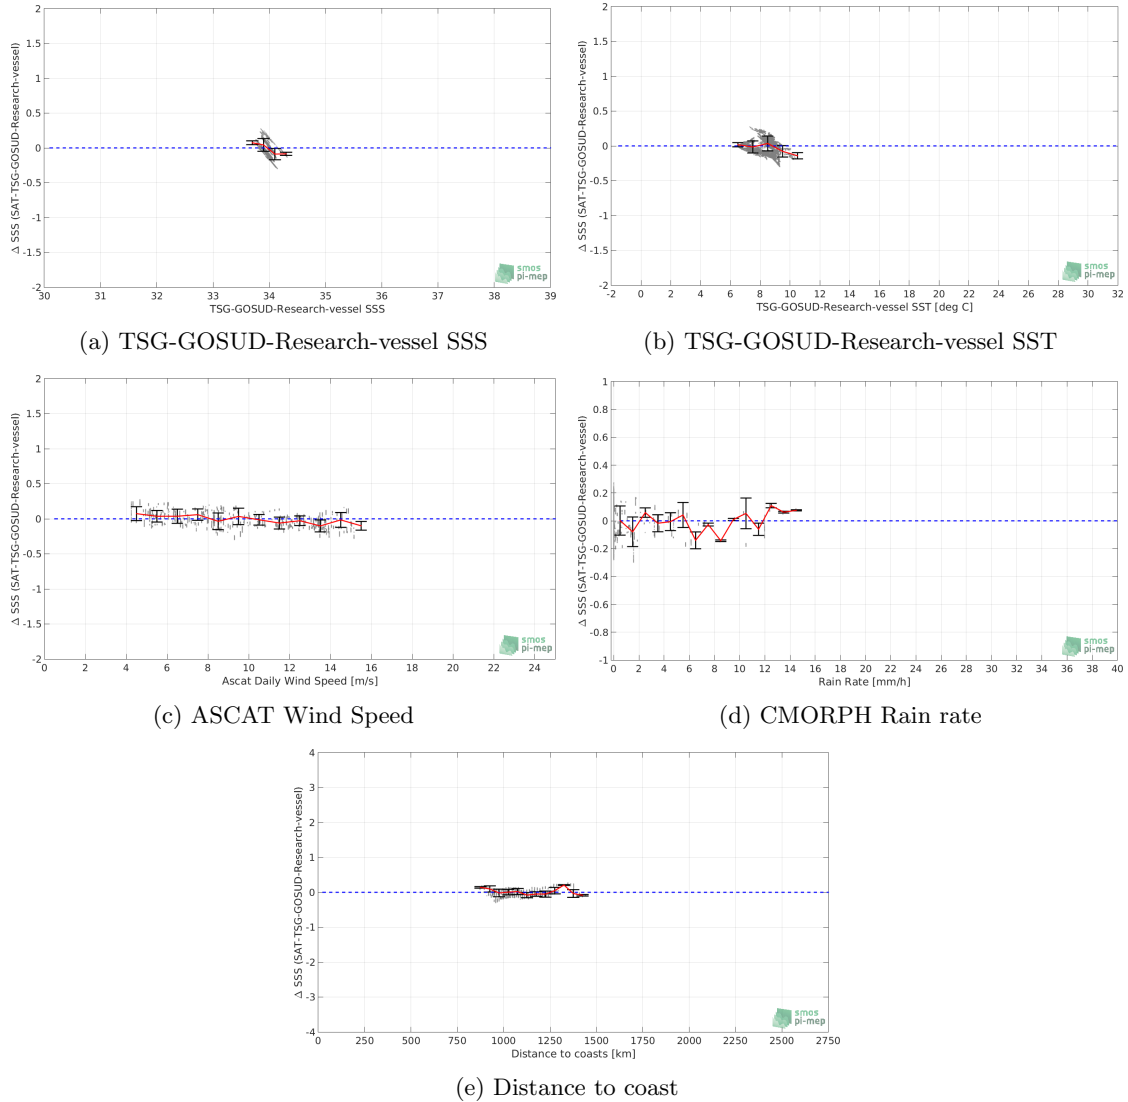 Δ SSS (SAT-TSG-GOSUD-Research-vessel)
2
1.5
1
0.5
0
-0.5
-1
-1.5
-2
30 31 32 33 34 35 36 37 38 39
TSG-GOSUD-Research-vessel SSS
smos
pi-mep
(a) TSG-GOSUD-Research-vessel SSS
Δ SSS (SAT-TSG-GOSUD-Research-vessel)
2
1.5
1
0.5
0
-0.5
-1
-1.5
-2
-2 0 2 4 6 8 10 12 14 16 18 20 22 24 26 28 30 32
TSG-GOSUD-Research-vessel SST [deg C]
smos
pi-mep
(b) TSG-GOSUD-Research-vessel SST
Δ SSS (SAT-TSG-GOSUD-Research-vessel)
2
1.5
1
0.5
0
-0.5
-1
-1.5
-2
0 2 4 6 8 10 12 14 16 18 20 22 24
Ascat Daily Wind Speed [m/s]
smos
pi-mep
(c) ASCAT Wind Speed
Δ SSS (SAT-TSG-GOSUD-Research-vessel)
1
0.8
0.6
0.4
0.2
0
-0.2
-0.4
-0.6
-0.8
-1
0 2 4 6 8 10 12 14 16 18 20 22 24 26 28 30 32 34 36 38 40
Rain Rate [mm/h]
smos
pi-mep
(d) CMORPH Rain rate
Δ SSS (SAT-TSG-GOSUD-Research-vessel)
4
3
2
1
0
-1
-2
-3
-4
0 250 500 750 1000 1250 1500 1750 2000 2250 2500 2750
Distance to coasts [km]
smos
pi-mep
(e) Distance to coast